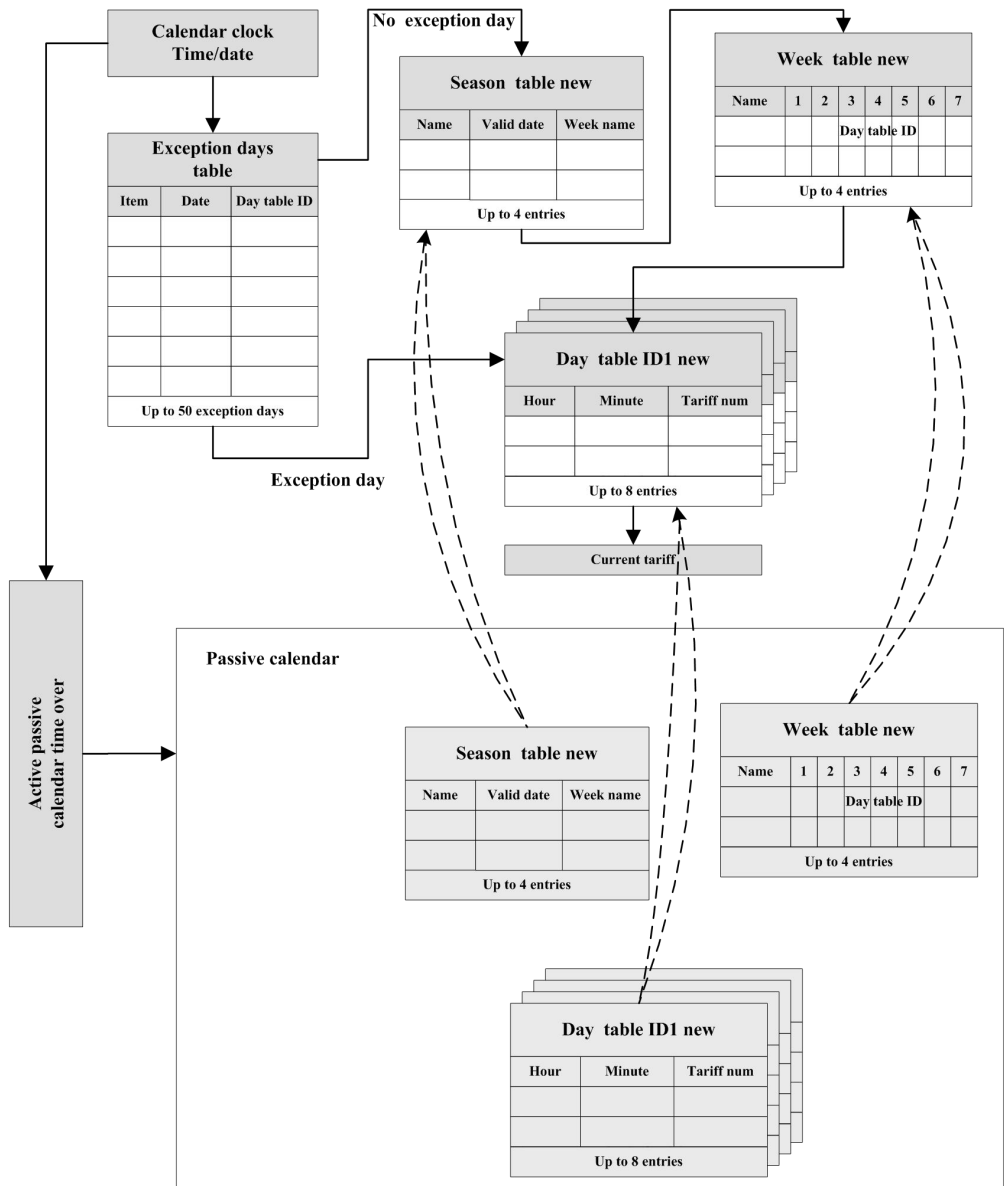 No exception day
Calendar clock
Time/date
Season table new
Name Valid date Week name
Up to 4 entries
Week table new
Name 1 2 3 4 5 6 7
Day table ID
Up to 4 entries
Exception days
table
Item Date Day table ID
Up to 50 exception days
Exception day
Day table ID1 new
Hour Minute Tariff num
Up to 8 entries
Current tariff
Active passive
calendar time over
Passive calendar
Season table new
Name Valid date Week name
Up to 4 entries
Week table new
Name 1 2 3 4 5 6 7
Day table ID
Up to 4 entries
Day table ID1 new
Hour Minute Tariff num
Up to 8 entries